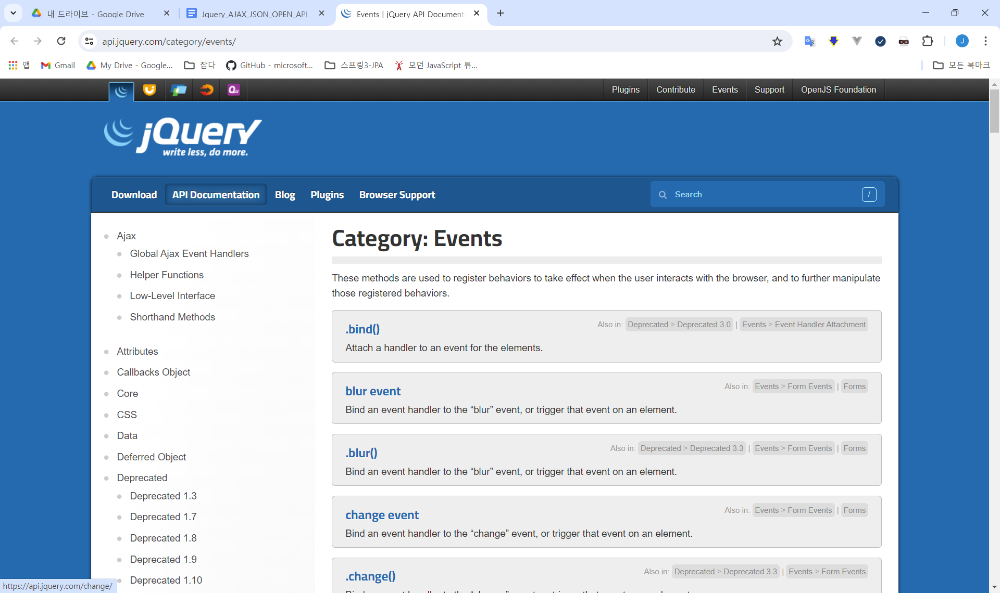 내 드라이브 - Google Drive
Jquery_AJAX_JSON_OPEN_API_
Events | jQuery API Document
api.jquery.com/category/events/
J
앱
Gmail
My Drive - Google...
잡다
GitHub - microsoft...
스프링3-JPA
모던 JavaScript 튜...
모든 북마크
Plugins
Contribute
Events
Support
OpenJS Foundation
jQuery
write less, do more.
Download
API Documentation
Blog
Plugins
Browser Support
Search
/
Ajax
Global Ajax Event Handlers
Helper Functions
Low-Level Interface
Shorthand Methods
Attributes
Callbacks Object
Core
CSS
Data
Deferred Object
Deprecated
Deprecated 1.3
Deprecated 1.7
Deprecated 1.8
Deprecated 1.9
Deprecated 1.10
Category: Events
These methods are used to register behaviors to take effect when the user interacts with the browser, and to further manipulate
those registered behaviors.
.bind()
Also in: Deprecated > Deprecated 3.0 | Events > Event Handler Attachment
Attach a handler to an event for the elements.
blur event
Also in: Events > Form Events | Forms
Bind an event handler to the “blur” event, or trigger that event on an element.
.blur()
Also in: Deprecated > Deprecated 3.3 | Events > Form Events | Forms
Bind an event handler to the “blur” event, or trigger that event on an element.
change event
Also in: Events > Form Events | Forms
Bind an event handler to the “change” event, or trigger that event on an element.
.change()
Also in: Deprecated > Deprecated 3.3 | Events > Form Events
https://api.jquery.com/change/